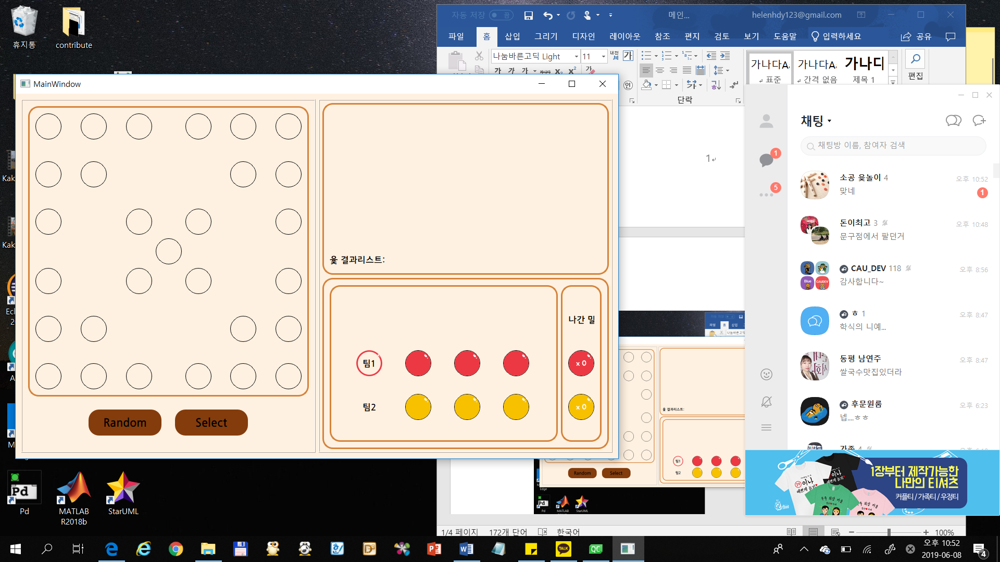 휴지통
contribute
자동 저장
끔
메인...
helenhdy123@gmail.com
파일 홈 삽입 그리기 디자인 레이아웃 참조 편지 검토 보기 도움말 입력하세요 공유
나눔바른고딕 Light 11
가나다 가나다 가나디
표준 간격 없음 제목 1
편집
단락
MainWindow
윷 결과리스트:
나간 말
팀1
x 0
팀2
x 0
Random Select
1
채팅
채팅방 이름, 참여자 검색
1
5
소공 윷놀이 4
오후 10:52
맞네
1
돈이최고 3
오후 10:48
문구점에서 팔던거
CAU_DEV 118
오후 8:56
감사합니다~
ㅎ 1
오후 8:47
학식의 니예...
동평 남연주
오후 8:47
쌀국수맛집있더라
후문원룸
오후 6:23
넵....ㅎㅎ
가족 4
1장부터 제작가능한
나만의 티셔츠
커플티 / 가족티 / 우정티
윷 결과리스트:
팀1
팀2
Random Select
Pd MATLAB StarUML
Pd
MATLAB
R2018b
StarUML
1/4 페이지 172개 단어 한국어
100%
오후 10:52
2019-06-08
4